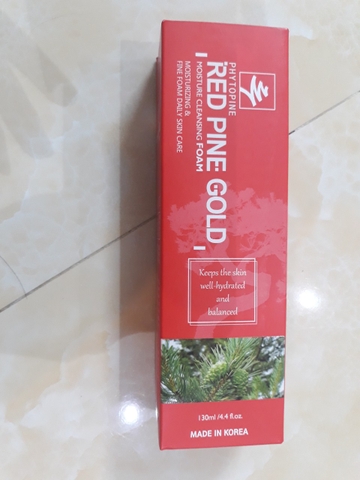 PHYTOPINE
RED PINE GOLD
MOISTURE CLEANSING FOAM
MOISTURIZING &
FINE FOAM DAILY SKIN CARE
Keeps the skin
well-hydrated
and
balanced
130ml /4.4 fl.oz.
MADE IN KOREA